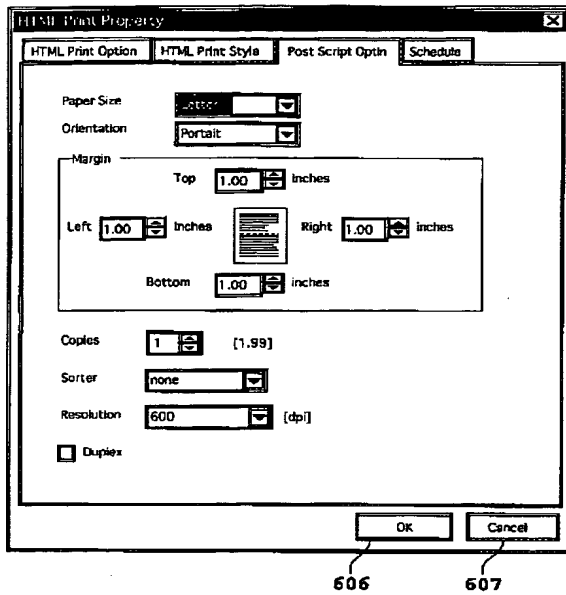 HTML Print Property
HTML Print Option HTML Print Style Post Script Optin Schedule
Paper Size Letter
Orientation Portait
Margin
Top 1.00 inches
Left 1.00 inches Right 1.00 inches
Bottom 1.00 inches
Copies 1 [1.99]
Sorter none
Resolution 600 [dpi]
Duplex
OK Cancel
606 607